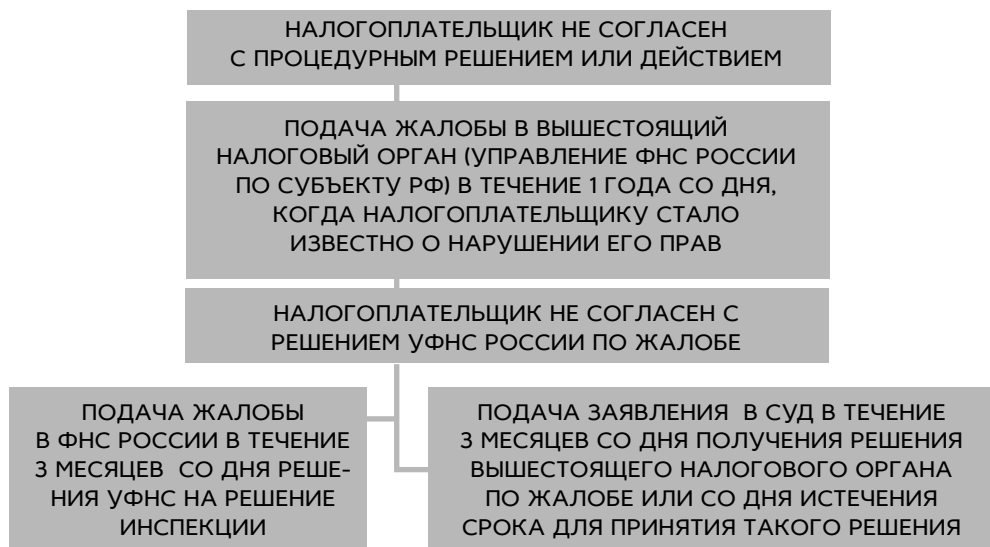 НАЛОГОПЛАТЕЛЬЩИК НЕ СОГЛАСЕН
С ПРОЦЕДУРНЫМ РЕШЕНИЕМ ИЛИ ДЕЙСТВИЕМ
ПОДАЧА ЖАЛОБЫ В ВЫШЕСТОЯЩИЙ
НАЛОГОВЫЙ ОРГАН (УПРАВЛЕНИЕ ФНС РОССИИ
ПО СУБЪЕКТУ РФ) В ТЕЧЕНИЕ 1 ГОДА СО ДНЯ,
КОГДА НАЛОГОПЛАТЕЛЬЩИКУ СТАЛО
ИЗВЕСТНО О НАРУШЕНИИ ЕГО ПРАВ
НАЛОГОПЛАТЕЛЬЩИК НЕ СОГЛАСЕН С
РЕШЕНИЕМ УФНС РОССИИ ПО ЖАЛОБЕ
ПОДАЧА ЖАЛОБЫ
В ФНС РОССИИ В ТЕЧЕНИЕ
3 МЕСЯЦЕВ СО ДНЯ РЕШЕ-
НИЯ УФНС НА РЕШЕНИЕ
ИНСПЕКЦИИ
ПОДАЧА ЗАЯВЛЕНИЯ В СУД В ТЕЧЕНИЕ
3 МЕСЯЦЕВ СО ДНЯ ПОЛУЧЕНИЯ РЕШЕНИЯ
ВЫШЕСТОЯЩЕГО НАЛОГОВОГО ОРГАНА
ПО ЖАЛОБЕ ИЛИ СО ДНЯ ИСТЕЧЕНИЯ
СРОКА ДЛЯ ПРИНЯТИЯ ТАКОГО РЕШЕНИЯ